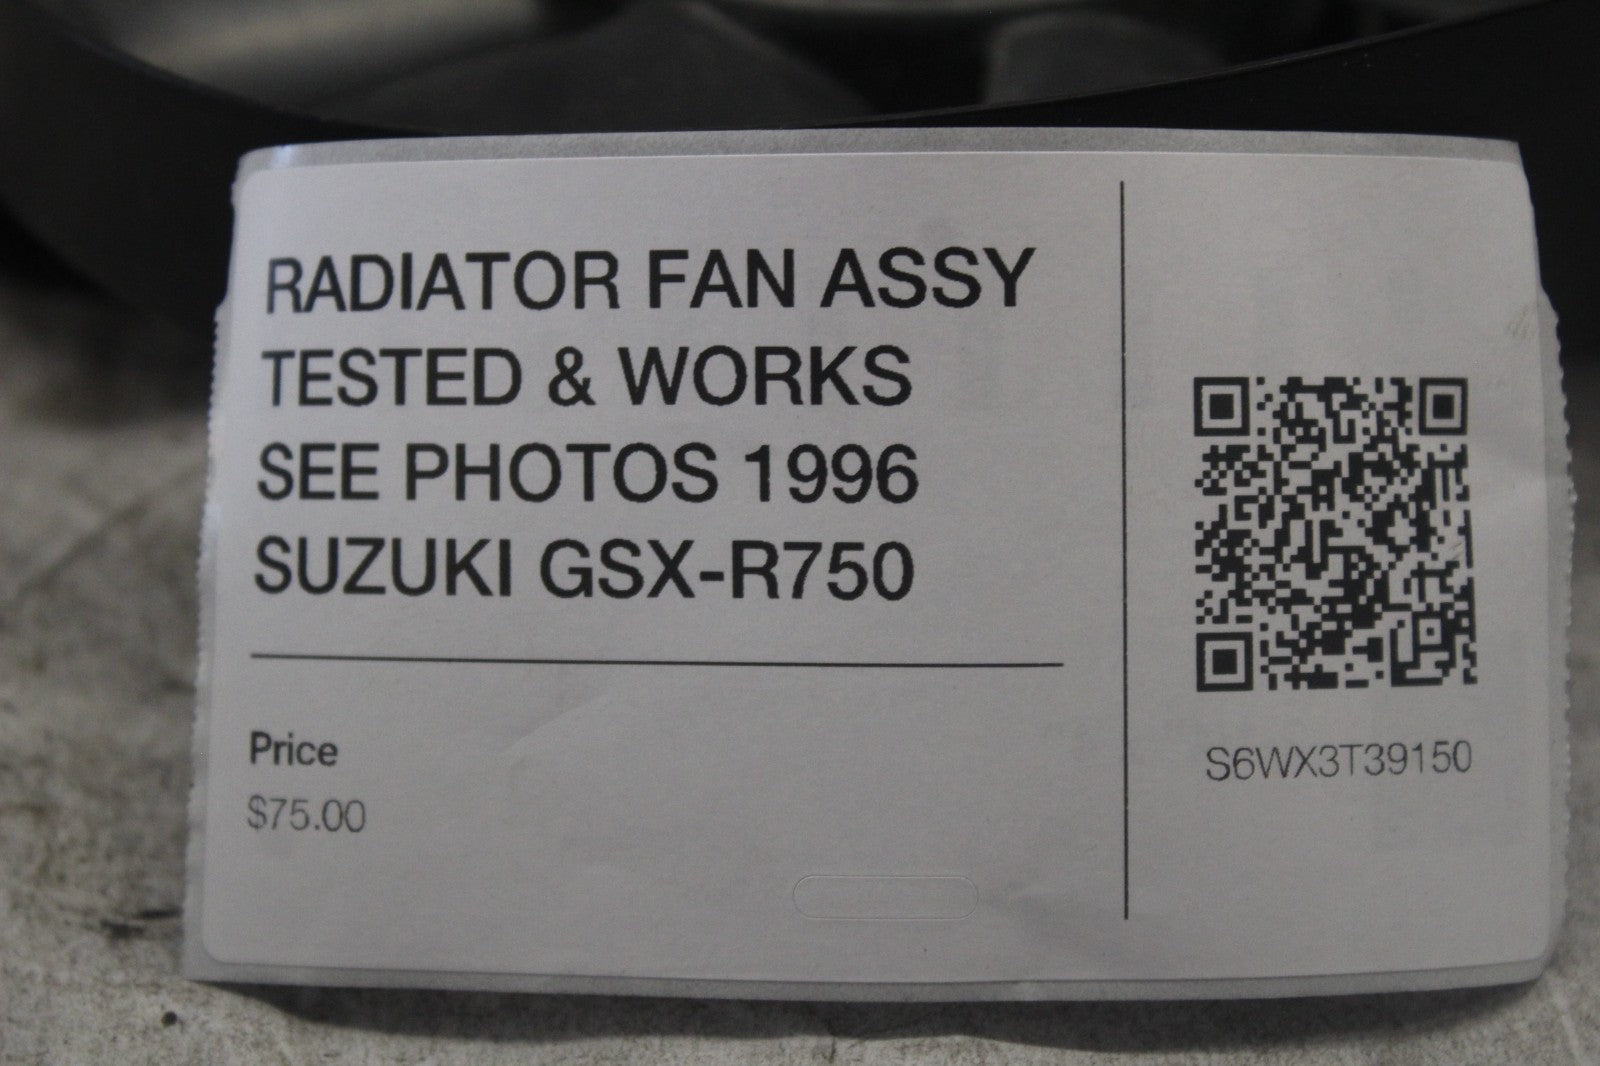 RADIATOR FAN ASSY
TESTED & WORKS
SEE PHOTOS 1996
SUZUKI GSX-R750
Price
$75.00
S6WX3T39150